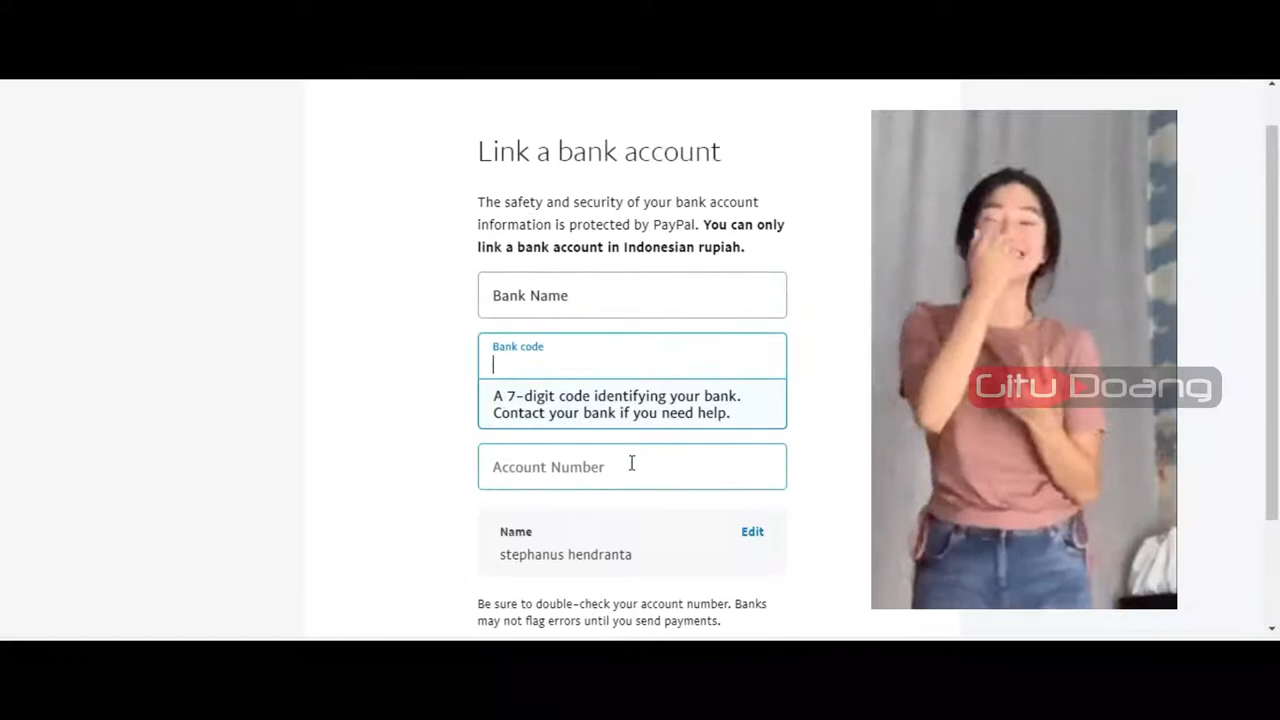 Link a bank account
The safety and security of your bank account
information is protected by PayPal. You can only
link a bank account in Indonesian rupiah.
Bank Name
Bank code
A 7-digit code identifying your bank.
Contact your bank if you need help.
Account Number
Name
Edit
stephanus hendranta
Be sure to double-check your account number. Banks
may not flag errors until you send payments.
Citu Doang